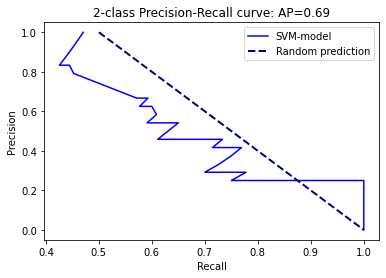 2-class Precision-Recall curve: AP=0.69
SVM-model
Random prediction
Precision
1.0
0.8
0.6
0.4
0.2
0.0
0.4 0.5 0.6 0.7 0.8 0.9 1.0
Recall